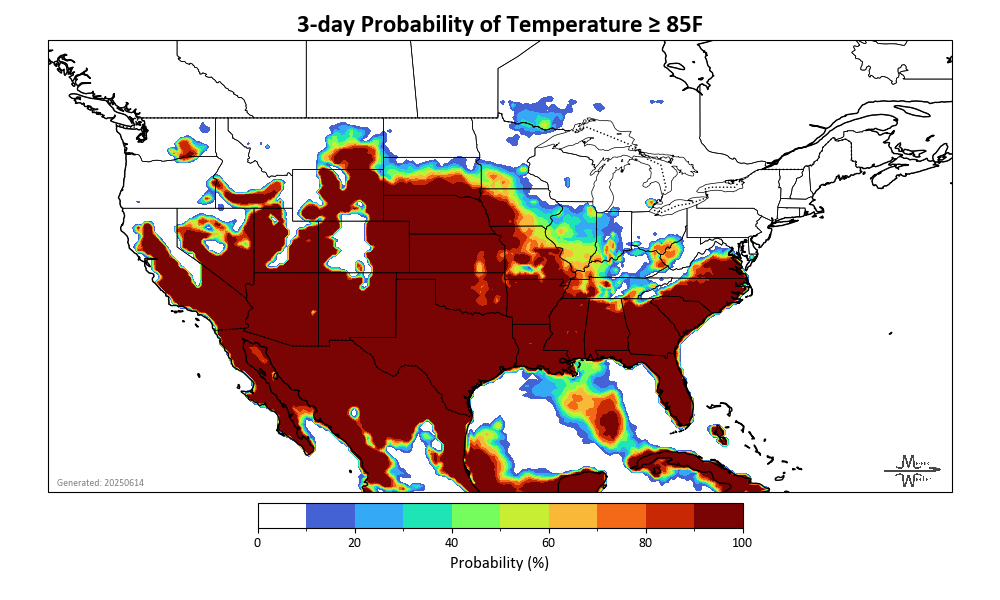 3-day Probability of Temperature ≥ 85F
Generated: 20250614
0 20 40 60 80 100
Probability (%)